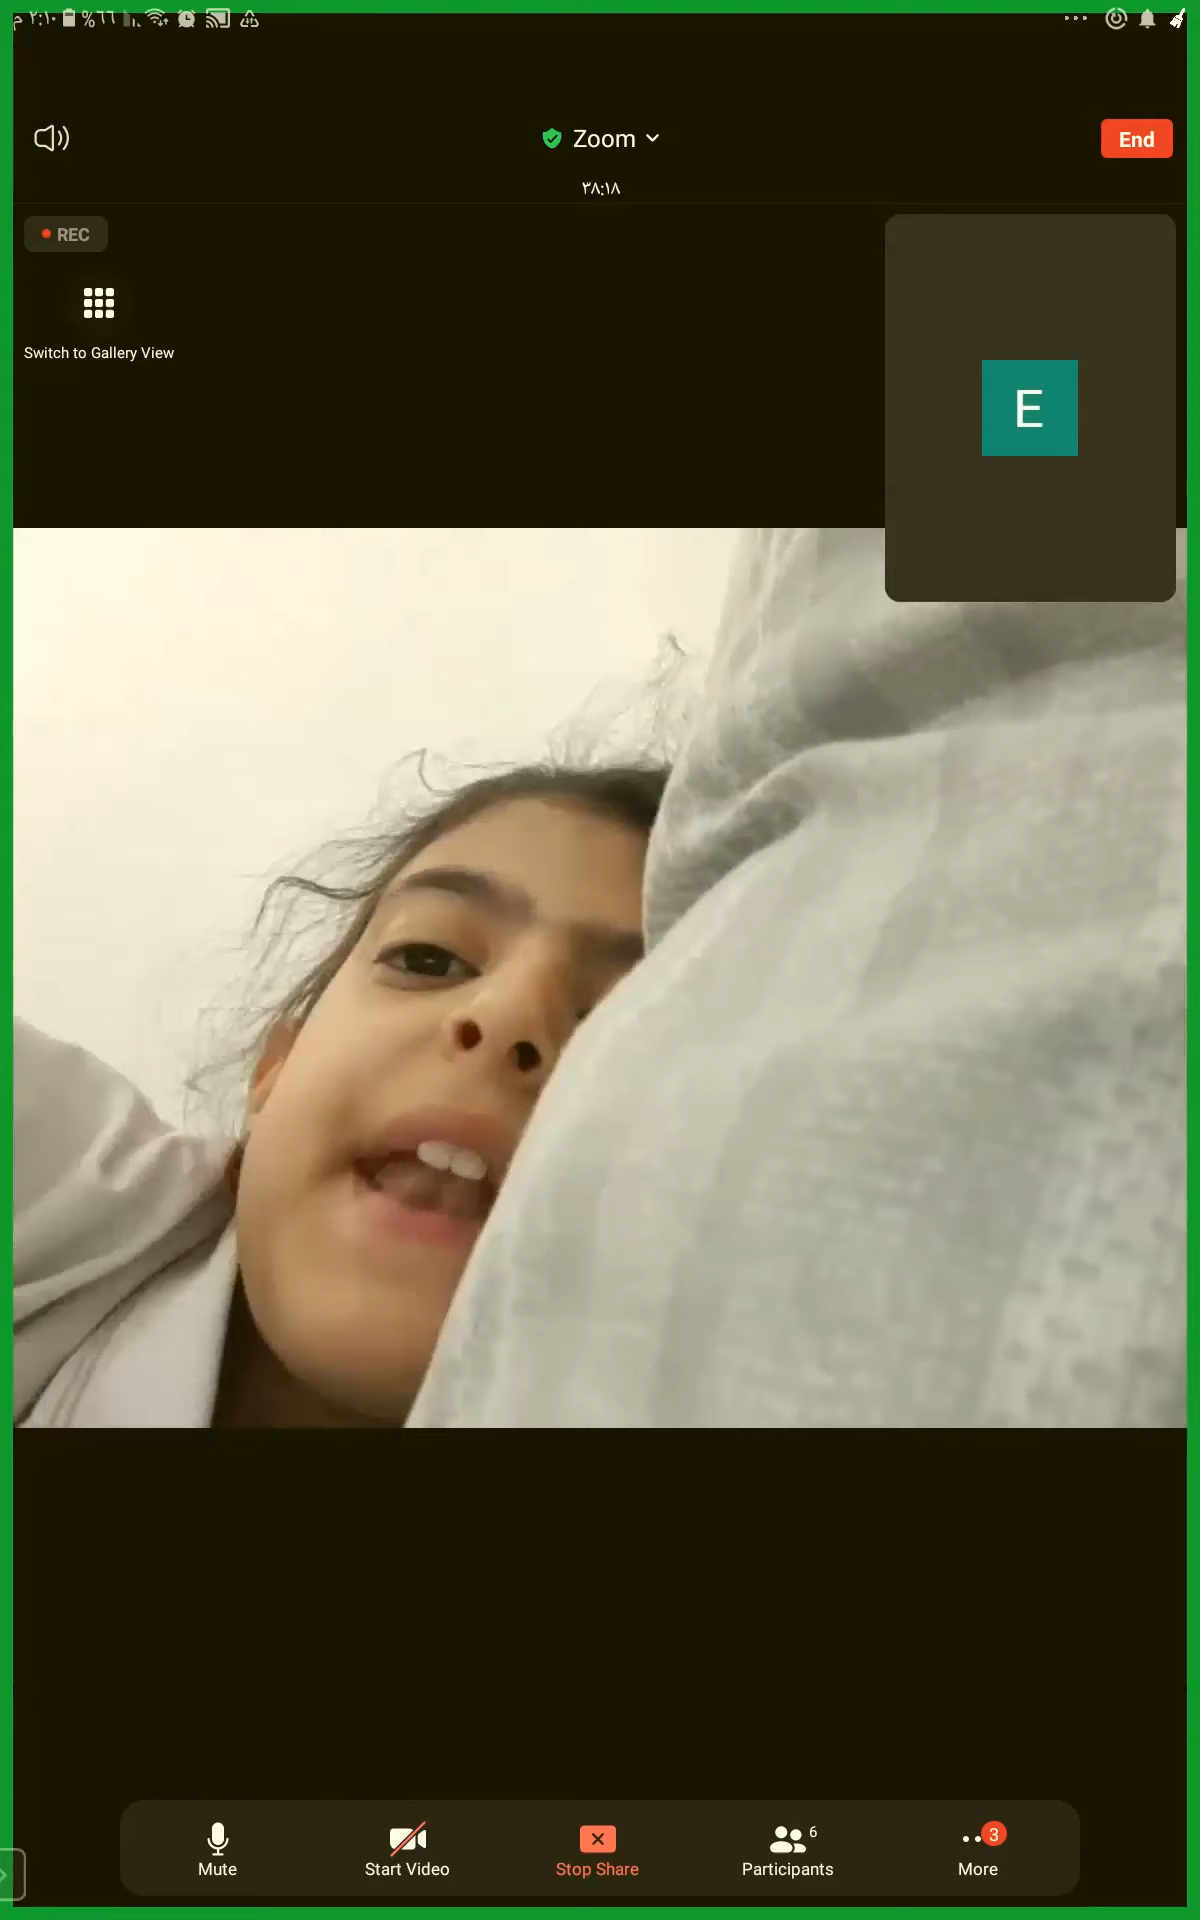 ٢:١٠ م
%٦٦
Zoom
End
٣٨:١٨
REC
Switch to Gallery View
E
Mute
Start Video
Stop Share
Participants
6
More
3